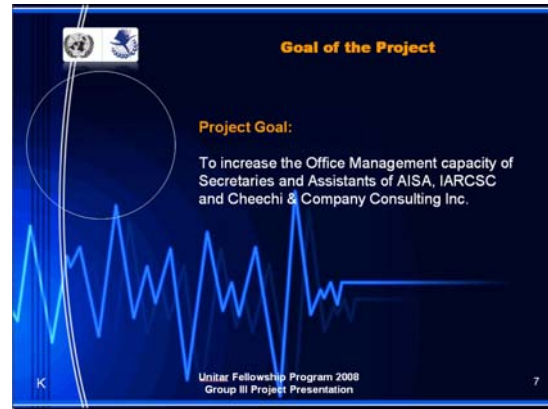 Goal of the Project
Project Goal:
To increase the Office Management capacity of
Secretaries and Assistants of AISA, IARCSC
and Cheechi & Company Consulting Inc.
K
Unitar Fellowship Program 2008
Group III Project Presentation
7